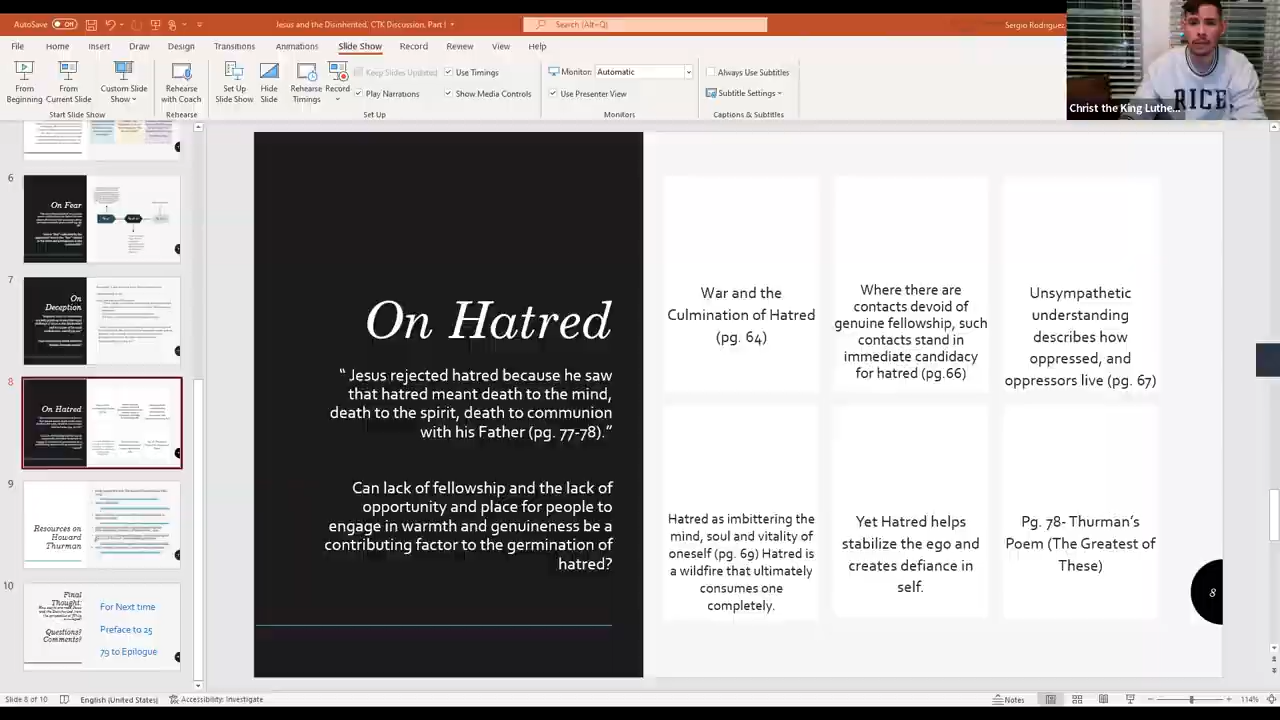 AutoSave Off
Jesus and the Disinherited, CTK Discussion, Part I
Search (Alt+Q)
Sergio Rodriguez
File Home Insert Draw Design Transitions Animations Slide Show Record Review View Help
From Beginning
From Current Slide
Custom Slide Show
Start Slide Show
Rehearse with Coach
Rehearse
Set Up Slide Show
Hide Slide
Rehearse Timings
Record
Keep Slides Updated
Play Narrations
Use Timings
Show Media Controls
Set Up
Monitor: Automatic
Use Presenter View
Monitors
Always Use Subtitles
Subtitle Settings
Captions & Subtitles
RICE
Christ the King Luthe...
6
On Fear
7
On
Deception
8
On Hatred
9
Resources on
Howard
Thurman
10
Final
Thought:
Questions?
Comments?
For Next time
Preface to 25
79 to Epilogue
On Hatred
“ Jesus rejected hatred because he saw
that hatred meant death to the mind,
death to the spirit, death to communion
with his Father (pg. 77-78).”
Can lack of fellowship and the lack of
opportunity and place for people to
engage in warmth and genuineness be a
contributing factor to the germination of
hatred?
War and the
Culmination of Hatred
(pg. 64)
Where there are
contacts devoid of
genuine fellowship, such
contacts stand in
immediate candidacy
for hatred (pg.66)
Unsympathetic
understanding
describes how
oppressed, and
oppressors live (pg. 67)
Hatred as imbittering the
mind, soul and vitality of
oneself (pg. 69) Hatred is
a wildfire that ultimately
consumes one
completely.
Yet Hatred helps
stabilize the ego and
creates defiance in
self.
Pg. 78- Thurman’s
Poem (The Greatest of
These)
8
Slide 8 of 10
English (United States)
Accessibility: Investigate
Notes
114%